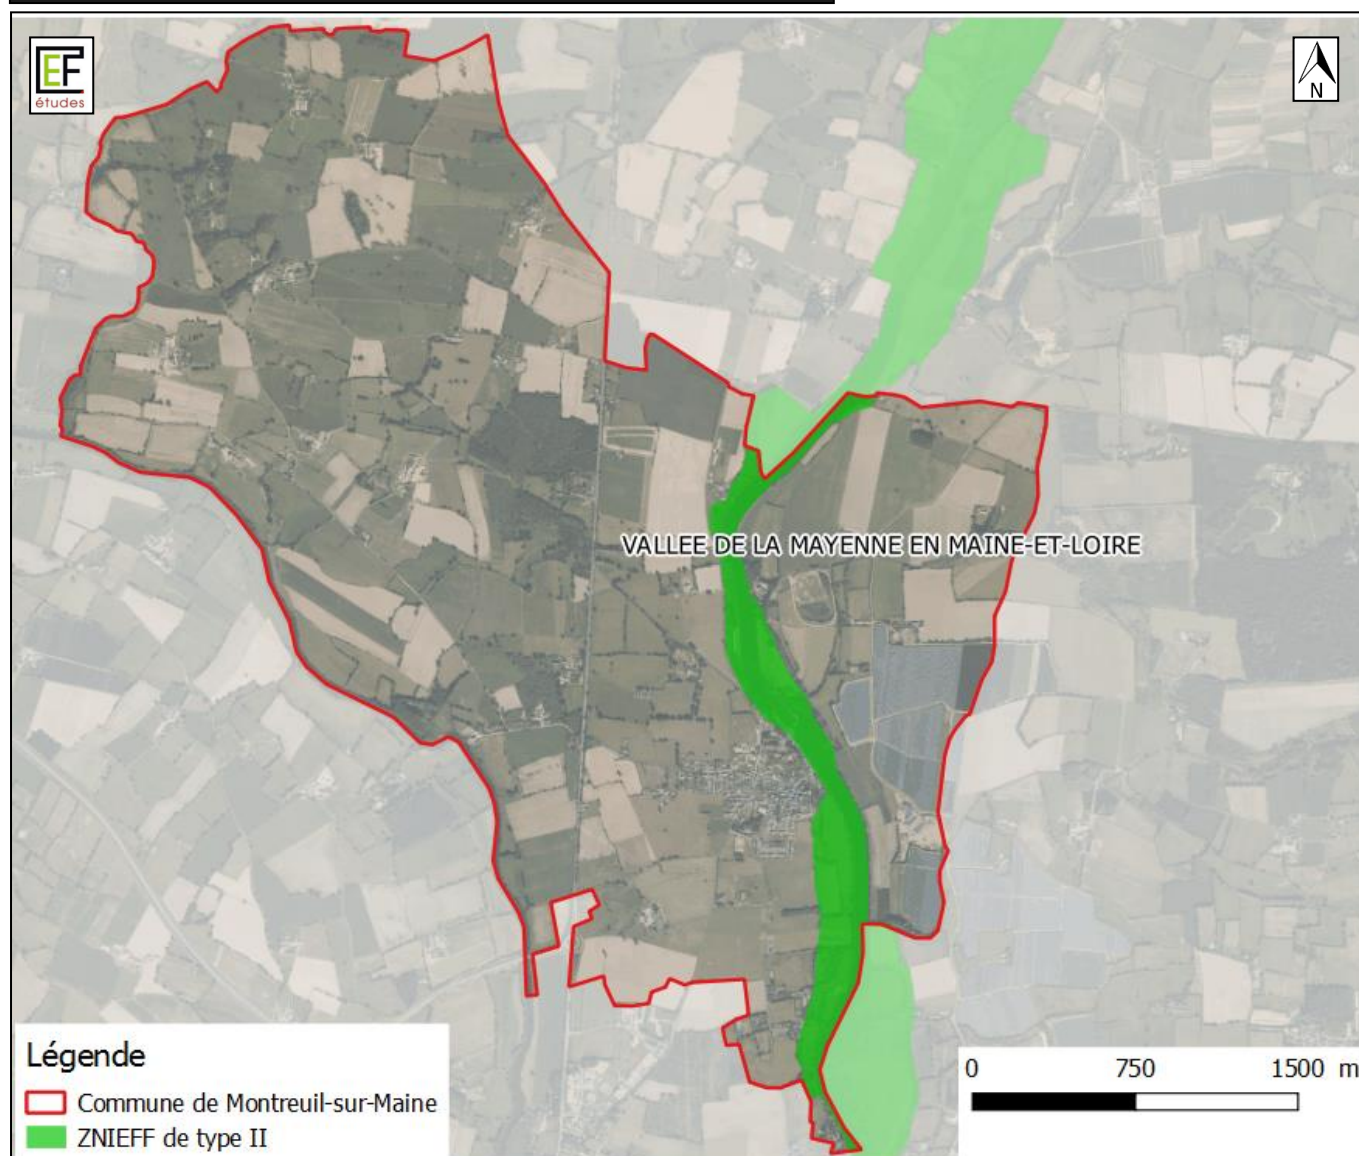 EF
études
N
VALLEE DE LA MAYENNE EN MAINE-ET-LOIRE
Légende
Commune de Montreuil-sur-Maine
ZNIEFF de type II
0 750 1500 m